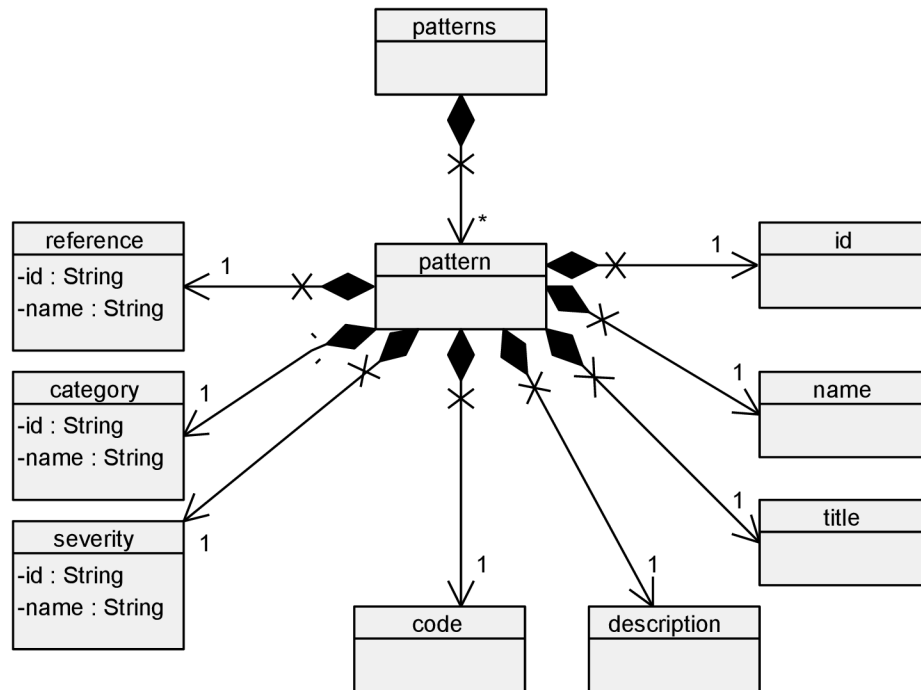 patterns
*
reference
-id : String
-name : String
1
pattern
1
id
category
-id : String
-name : String
1
1
name
severity
-id : String
-name : String
1
1
title
1
code
1
description